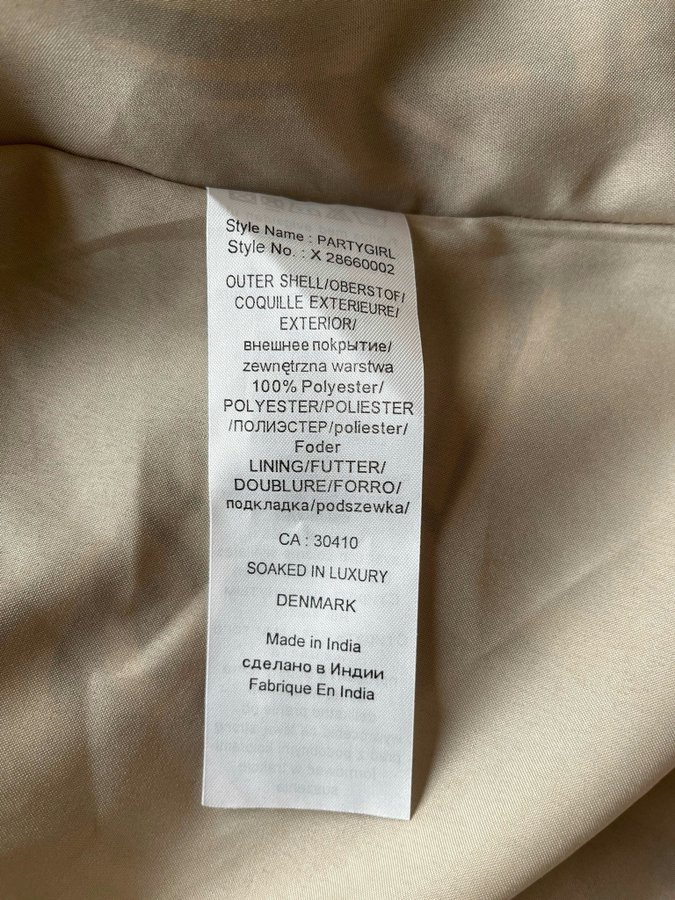 Style Name : PARTYGIRL
Style No. : X 28660002
OUTER SHELL/OBERSTOF/
COQUILLE EXTERIEURE/
EXTERIOR/
внешнее покрытие/
zewnętrzna warstwa
100% Polyester/
POLYESTER/POLIESTER
/ПОЛИЭСТЕР/poliester/
Foder
LINING/FUTTER/
DOUBLURE/FORRO/
подкладка/podszewka/
CA : 30410
SOAKED IN LUXURY
DENMARK
Made in India
сделано в Индии
Fabrique En India